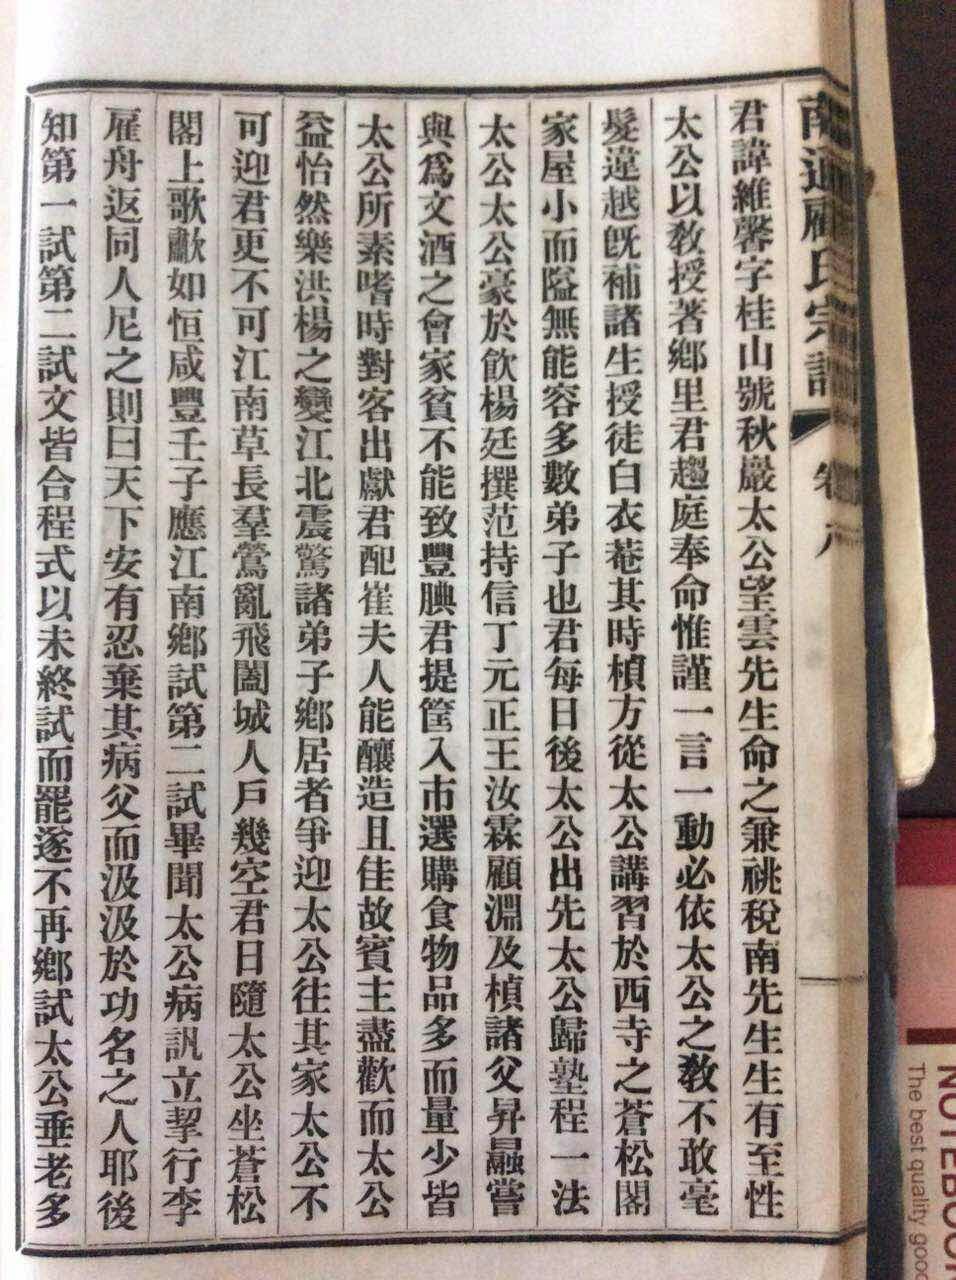 南通顧氏宗譜 卷八
君諱維馨字桂山號秋巖太公望雲先生命之兼祧稅南先生生有至性
太公以教授著鄉里君趨庭奉命惟謹一言一動必依太公之教不敢毫
髮違越旣補諸生授徒白衣菴其時楨方從太公講習於西寺之蒼松閣
家屋小而隘無能容多數弟子也君每日後太公出先太公歸塾程一法
太公太公豪於飲楊廷撰范持信丁元正王汝霖顧淵及楨諸父昇贔嘗
與爲文酒之會家貧不能致豐腆君提筐入市選購食物品多而量少皆
太公所素嗜時對客出獻君配崔夫人能釀造且佳故賓主盡歡而太公
益怡然樂洪楊之變江北震驚諸弟子鄉居者爭迎太公往其家太公不
可迎君更不可江南草長羣鶯亂飛闔城人戶幾空君日隨太公坐蒼松
閣上歌歗如恒咸豐壬子應江南鄉試第二試畢聞太公病訊立挈行李
雇舟返同人尼之則曰天下安有忍棄其病父而汲汲於功名之人耶後
知第一試第二試文皆合程式以未終試而罷遂不再鄉試太公垂老多
NOTEBOOK
The best quality